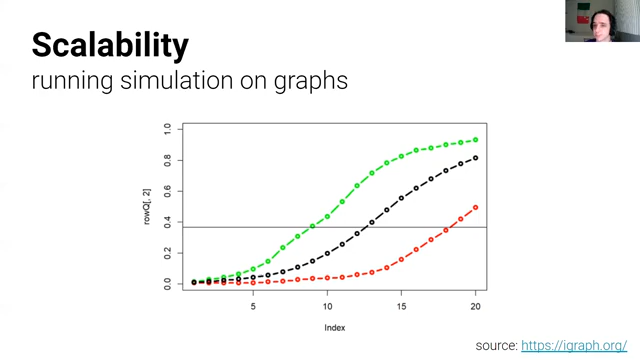 Scalability
running simulation on graphs
1.0
0.8
0.6
0.4
0.2
0.0
rowQ[, 2]
5
10
15
20
Index
source: https://igraph.org/